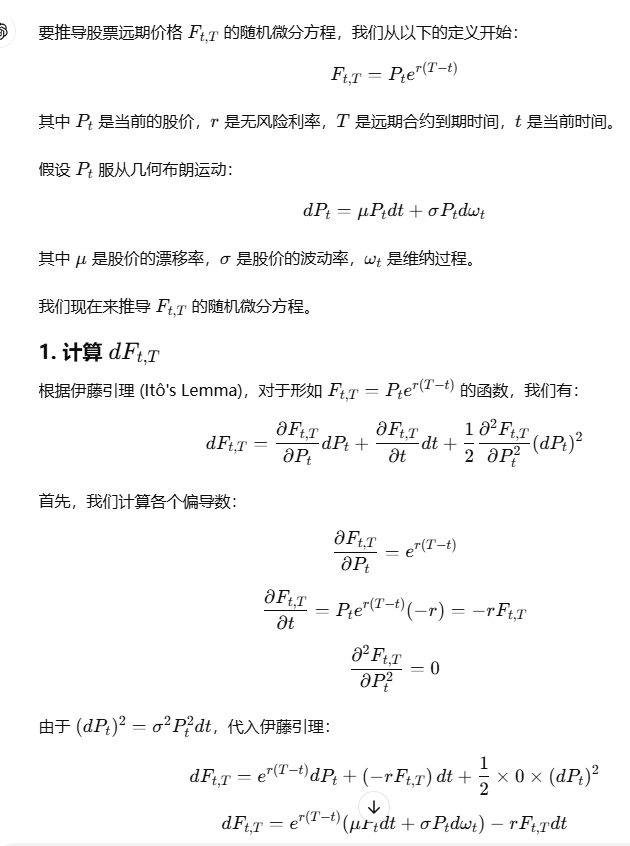 要推导股票远期价格 $F_{t,T}$ 的随机微分方程，我们从以下的定义开始：
$F_{t,T} = P_t e^{r(T-t)}$
其中 $P_t$ 是当前的股价，$r$ 是无风险利率，$T$ 是远期合约到期时间，$t$ 是当前时间。
假设 $P_t$ 服从几何布朗运动：
$dP_t = \mu P_t dt + \sigma P_t d\omega_t$
其中 $\mu$ 是股价的漂移率，$\sigma$ 是股价的波动率，$\omega_t$ 是维纳过程。
我们现在来推导 $F_{t,T}$ 的随机微分方程。
1. 计算 $dF_{t,T}$
根据伊藤引理 (Itô's Lemma)，对于形如 $F_{t,T} = P_t e^{r(T-t)}$ 的函数，我们有：
$dF_{t,T} = \frac{\partial F_{t,T}}{\partial P_t} dP_t + \frac{\partial F_{t,T}}{\partial t} dt + \frac{1}{2} \frac{\partial^2 F_{t,T}}{\partial P_t^2} (dP_t)^2$
首先，我们计算各个偏导数：
$\frac{\partial F_{t,T}}{\partial P_t} = e^{r(T-t)}$
$\frac{\partial F_{t,T}}{\partial t} = P_t e^{r(T-t)} (-r) = -r F_{t,T}$
$\frac{\partial^2 F_{t,T}}{\partial P_t^2} = 0$
由于 $(dP_t)^2 = \sigma^2 P_t^2 dt$，代入伊藤引理：
$dF_{t,T} = e^{r(T-t)} dP_t + (-r F_{t,T}) dt + \frac{1}{2} \times 0 \times (dP_t)^2$
$dF_{t,T} = e^{r(T-t)} (\mu P_t dt + \sigma P_t d\omega_t) - r F_{t,T} dt$